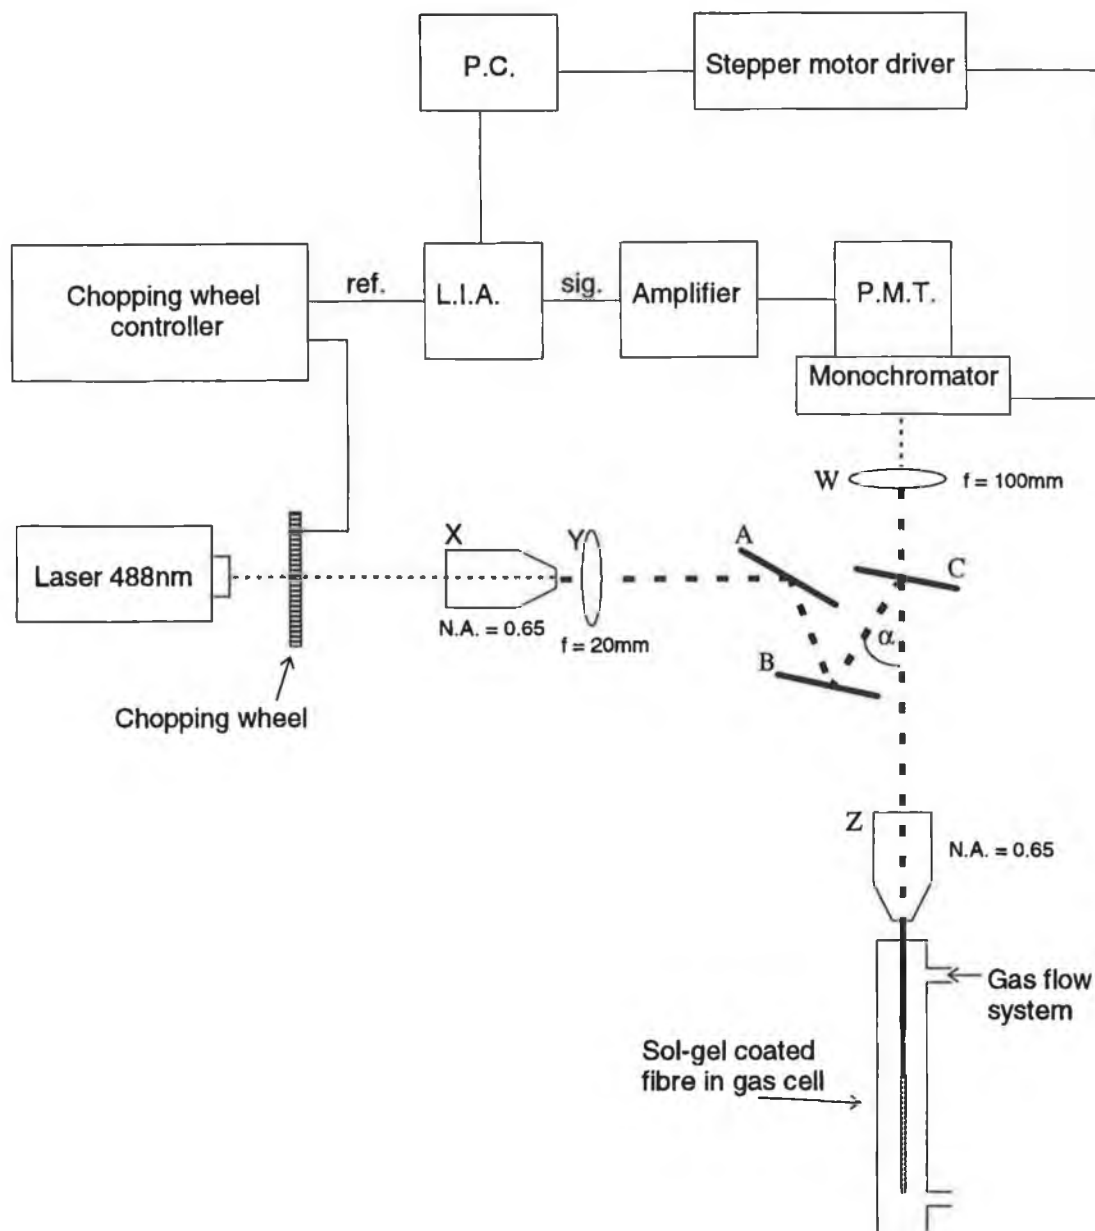 P.C.
Stepper motor driver
Chopping wheel
controller
ref.
L.I.A.
sig.
Amplifier
P.M.T.
Monochromator
W
f = 100mm
Laser 488nm
X
Y
A
C
N.A. = 0.65
f = 20mm
B
α
Chopping wheel
Z
N.A. = 0.65
Gas flow
system
Sol-gel coated
fibre in gas cell